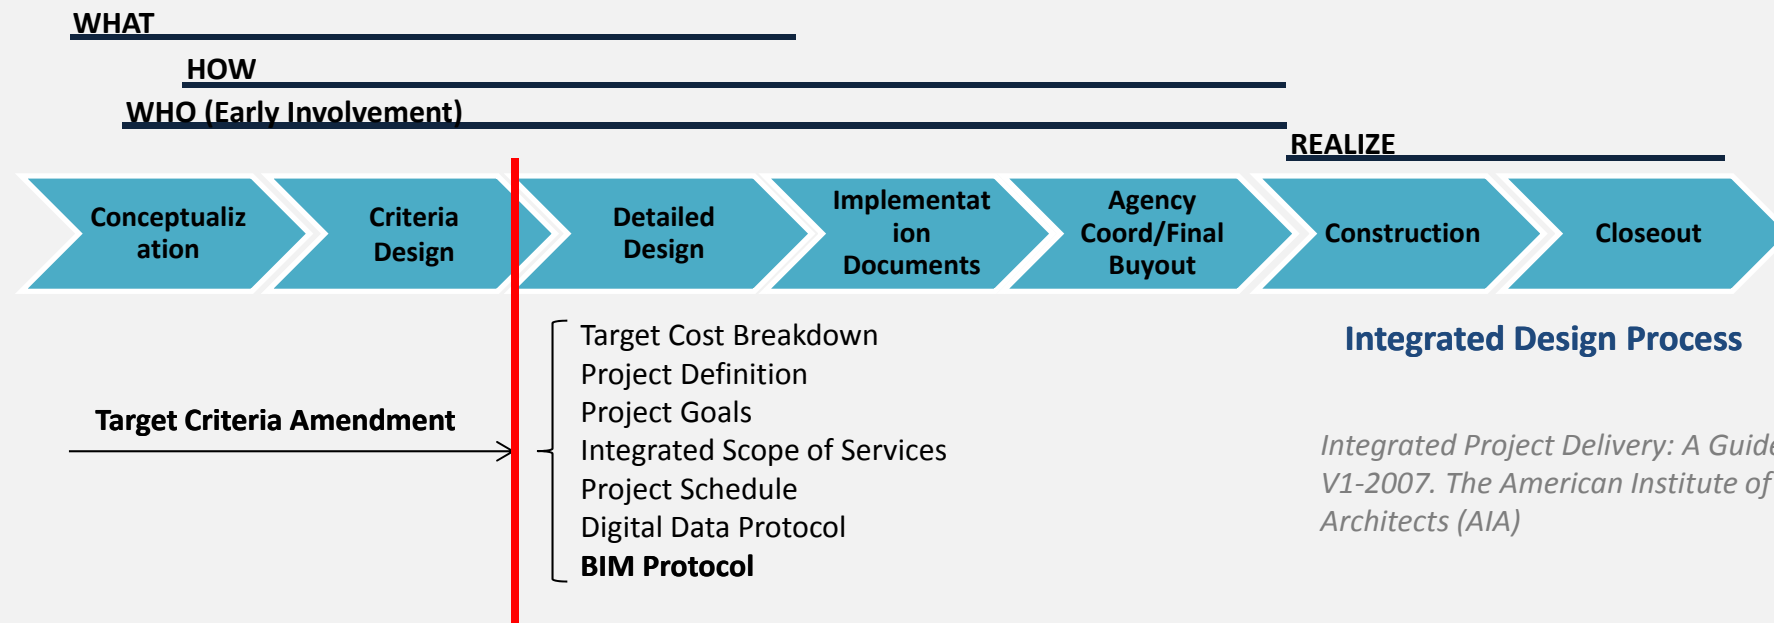 WHAT
HOW
WHO (Early Involvement)
REALIZE
Conceptualiz
ation
Criteria
Design
Detailed
Design
Implementat
ion
Documents
Agency
Coord/Final
Buyout
Construction
Closeout
Target Criteria Amendment
Target Cost Breakdown
Project Definition
Project Goals
Integrated Scope of Services
Project Schedule
Digital Data Protocol
BIM Protocol
Integrated Design Process
Integrated Project Delivery: A Guide
V1-2007. The American Institute of
Architects (AIA)